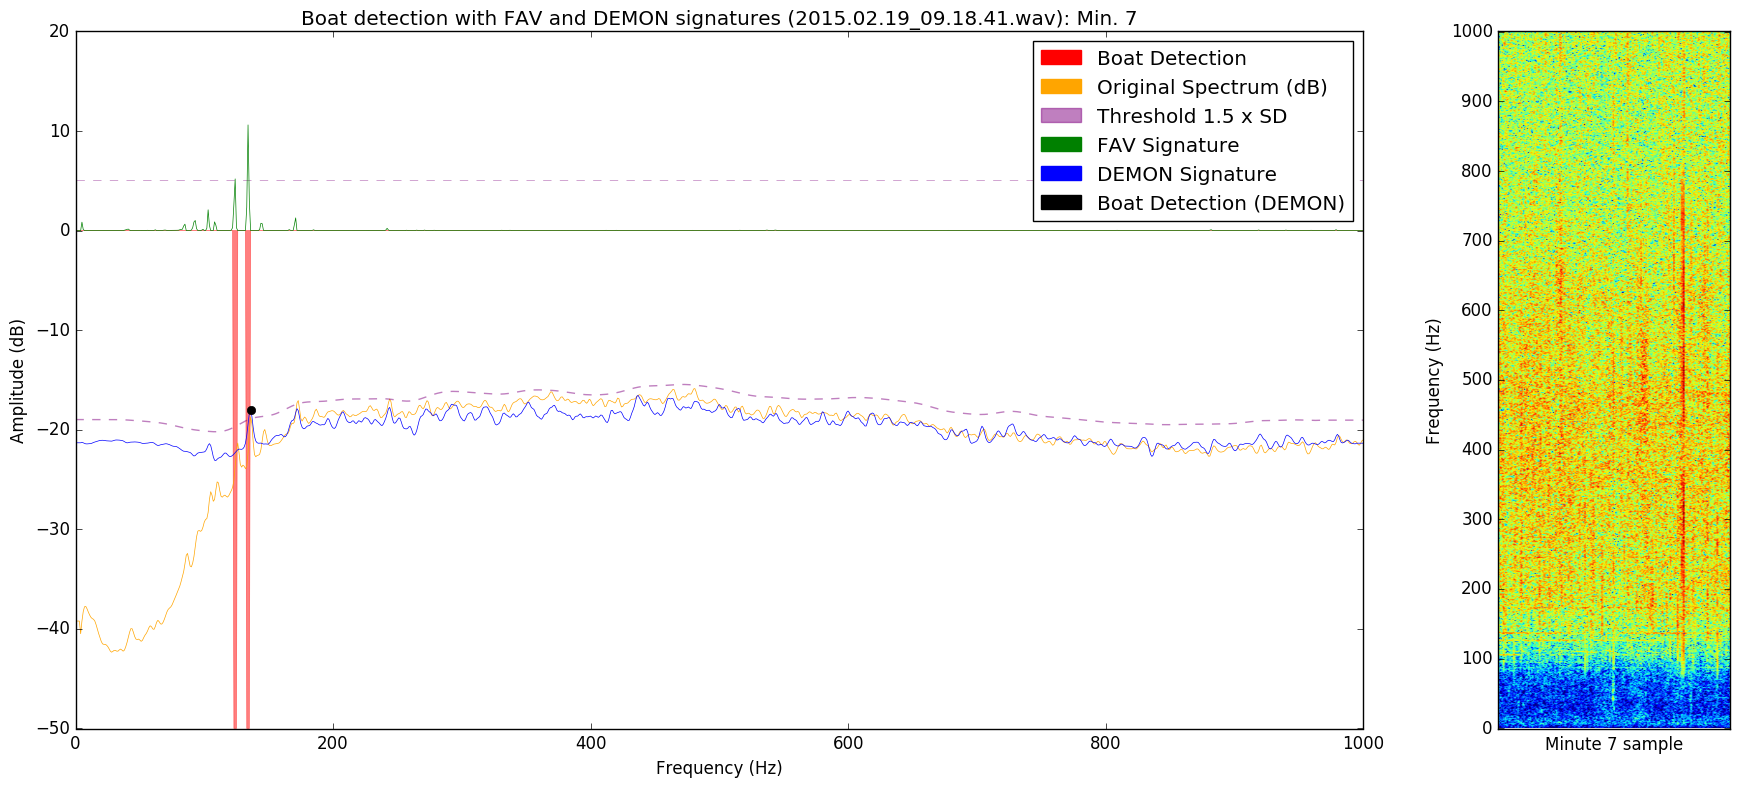 Boat detection with FAV and DEMON signatures (2015.02.19_09.18.41.wav): Min. 7
20
10
0
−10
−20
−30
−40
−50
Amplitude (dB)
0 200 400 600 800 1000
Frequency (Hz)
Boat Detection
Original Spectrum (dB)
Threshold 1.5 x SD
FAV Signature
DEMON Signature
Boat Detection (DEMON)
1000
900
800
700
600
500
400
300
200
100
0
Frequency (Hz)
Minute 7 sample